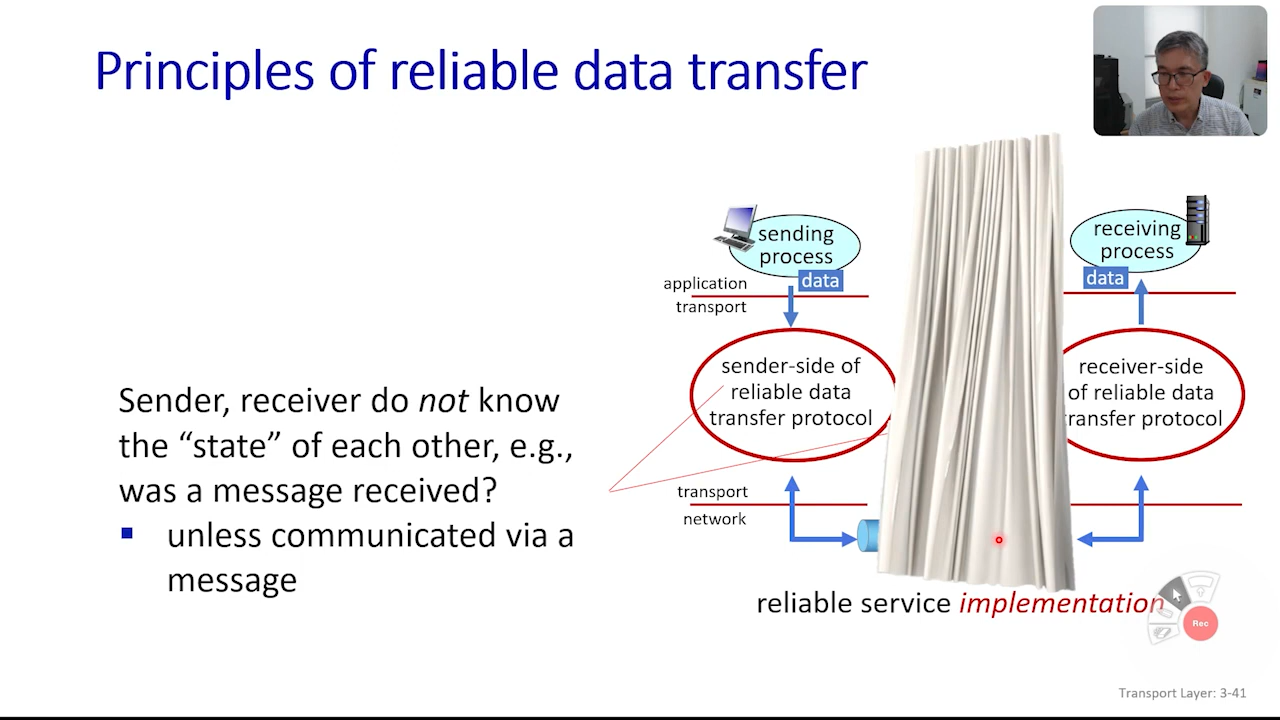 Principles of reliable data transfer
sending
process
data
receiving
process
data
application
transport
sender-side of
reliable data
transfer protocol
receiver-side
of reliable data
transfer protocol
Sender, receiver do not know
the “state” of each other, e.g.,
was a message received?
▪ unless communicated via a
message
transport
network
reliable service implementation
Rec
Transport Layer: 3-41